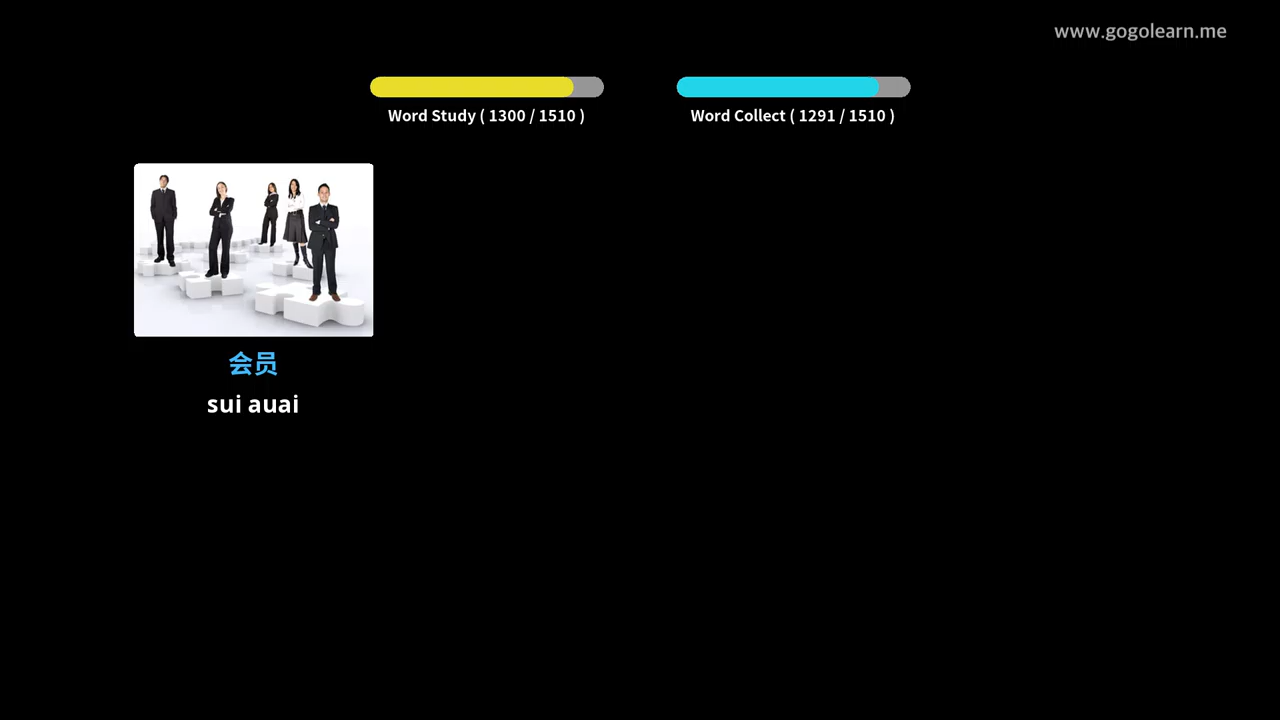 www.gogolearn.me
Word Study ( 1300 / 1510 )
Word Collect ( 1291 / 1510 )
会员
sui auai